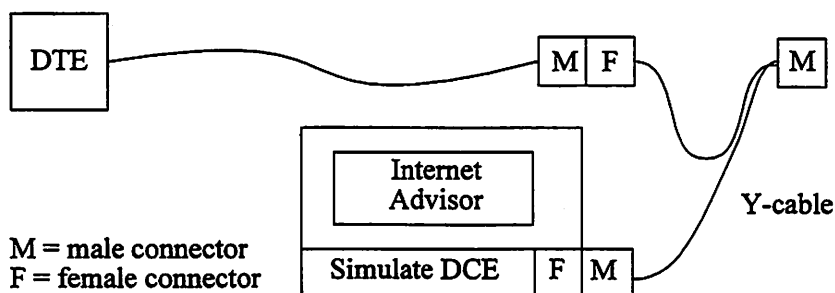 DTE
M F
M
Internet
Advisor
Y-cable
M = male connector
F = female connector
Simulate DCE F M